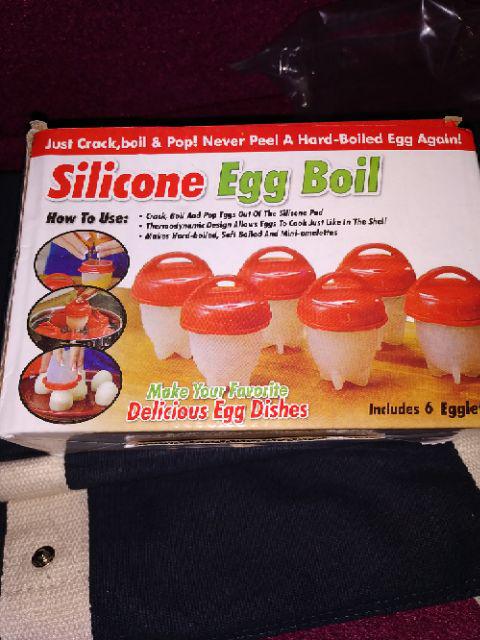 Just Crack,boil & Pop! Never Peel A Hard-Boiled Egg Again!
Silicone Egg Boil
How To Use:
• Crack, Boil And Pop Eggs Out Of The Silicone Pod
• Thermodynamic Design Allows Eggs To Cook Just Like In The Shell
• Makes Hard-boiled, Soft Boiled And Mini-omelettes
Make Your Favorite
Delicious Egg Dishes
Includes 6 Eggle